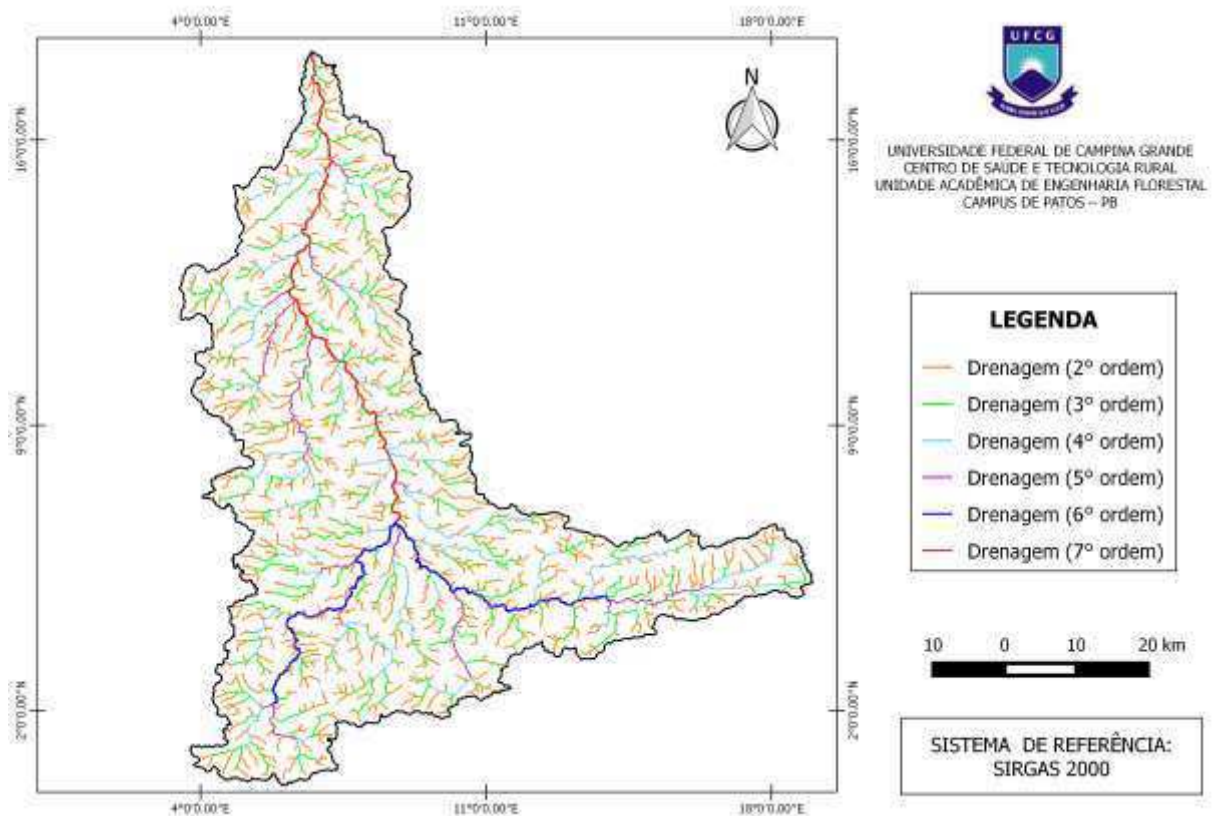 4°0'0.00"E
11°0'0.00"E
18°0'0.00"E
16°0'0.00"N
16°0'0.00"N
9°0'0.00"N
9°0'0.00"N
2°0'0.00"N
2°0'0.00"N
4°0'0.00"E
11°0'0.00"E
18°0'0.00"E
N
UFCG
UNIVERSIDADE FEDERAL DE CAMPINA GRANDE
CENTRO DE SAÚDE E TECNOLOGIA RURAL
UNIDADE ACADÊMICA DE ENGENHARIA FLORESTAL
CAMPUS DE PATOS – PB
LEGENDA
Drenagem (2° ordem)
Drenagem (3° ordem)
Drenagem (4° ordem)
Drenagem (5° ordem)
Drenagem (6° ordem)
Drenagem (7° ordem)
10 0 10 20 km
SISTEMA DE REFERÊNCIA:
SIRGAS 2000